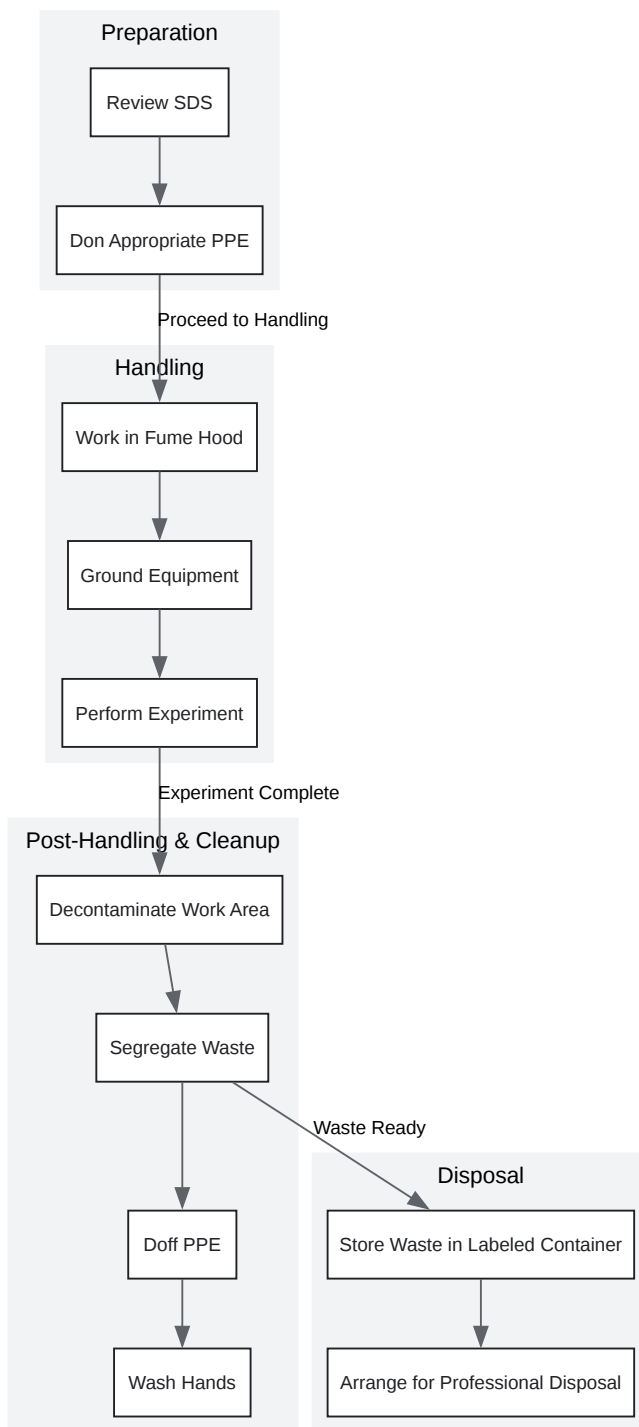 Preparation
Review SDS
Don Appropriate PPE
Proceed to Handling
Handling
Work in Fume Hood
Ground Equipment
Perform Experiment
Experiment Complete
Post-Handling & Cleanup
Decontaminate Work Area
Segregate Waste
Waste Ready
Disposal
Doff PPE
Store Waste in Labeled Container
Wash Hands
Arrange for Professional Disposal